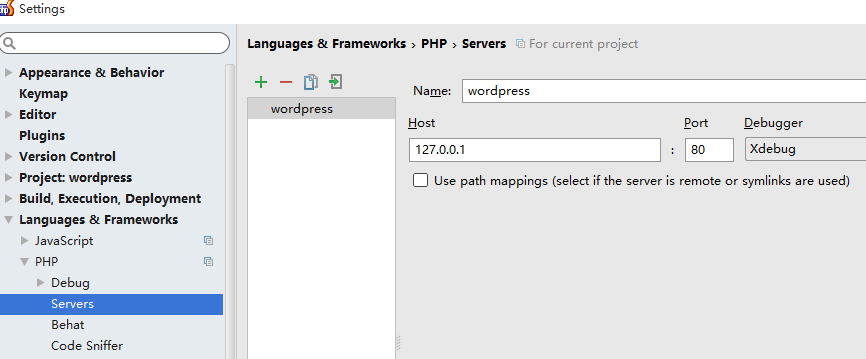 Settings
Languages & Frameworks › PHP › Servers For current project
Appearance & Behavior
Keymap
Editor
Plugins
Version Control
Project: wordpress
Build, Execution, Deployment
Languages & Frameworks
JavaScript
PHP
Debug
Servers
Behat
Code Sniffer
wordpress
Name: wordpress
Host Port Debugger
127.0.0.1 : 80 Xdebug
Use path mappings (select if the server is remote or symlinks are used)